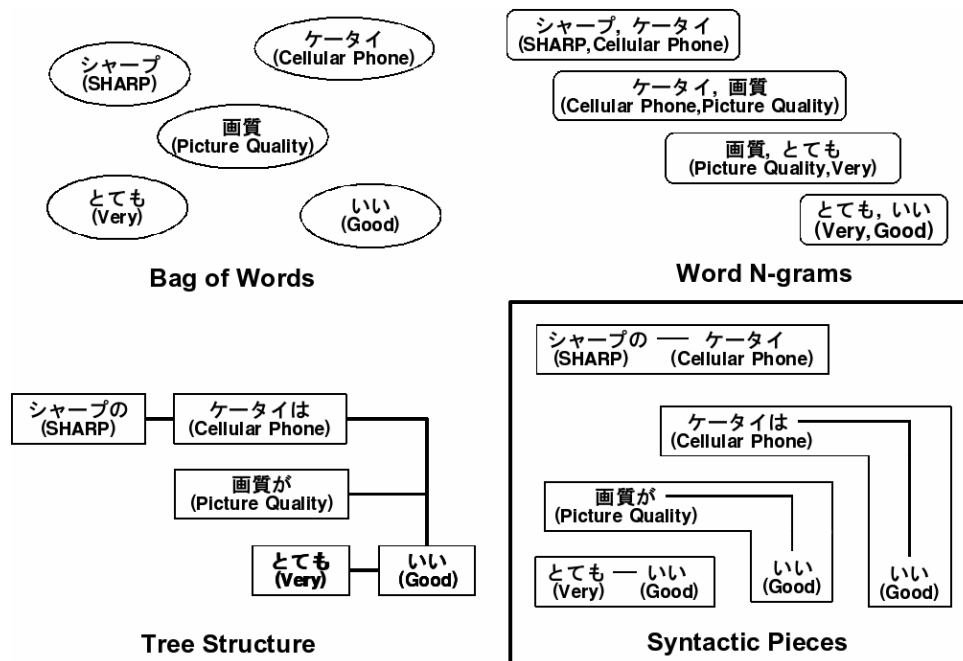 シャープ
(SHARP)
ケータイ
(Cellular Phone)
画質
(Picture Quality)
とても
(Very)
いい
(Good)
Bag of Words
シャープ, ケータイ
(SHARP,Cellular Phone)
ケータイ, 画質
(Cellular Phone,Picture Quality)
画質, とても
(Picture Quality,Very)
とても, いい
(Very,Good)
Word N-grams
シャープの
(SHARP)
ケータイは
(Cellular Phone)
画質が
(Picture Quality)
とても
(Very)
いい
(Good)
Tree Structure
シャープの ― ケータイ
(SHARP) (Cellular Phone)
ケータイは
(Cellular Phone)
画質が
(Picture Quality)
とても ― いい
(Very) (Good)
いい
(Good)
いい
(Good)
Syntactic Pieces